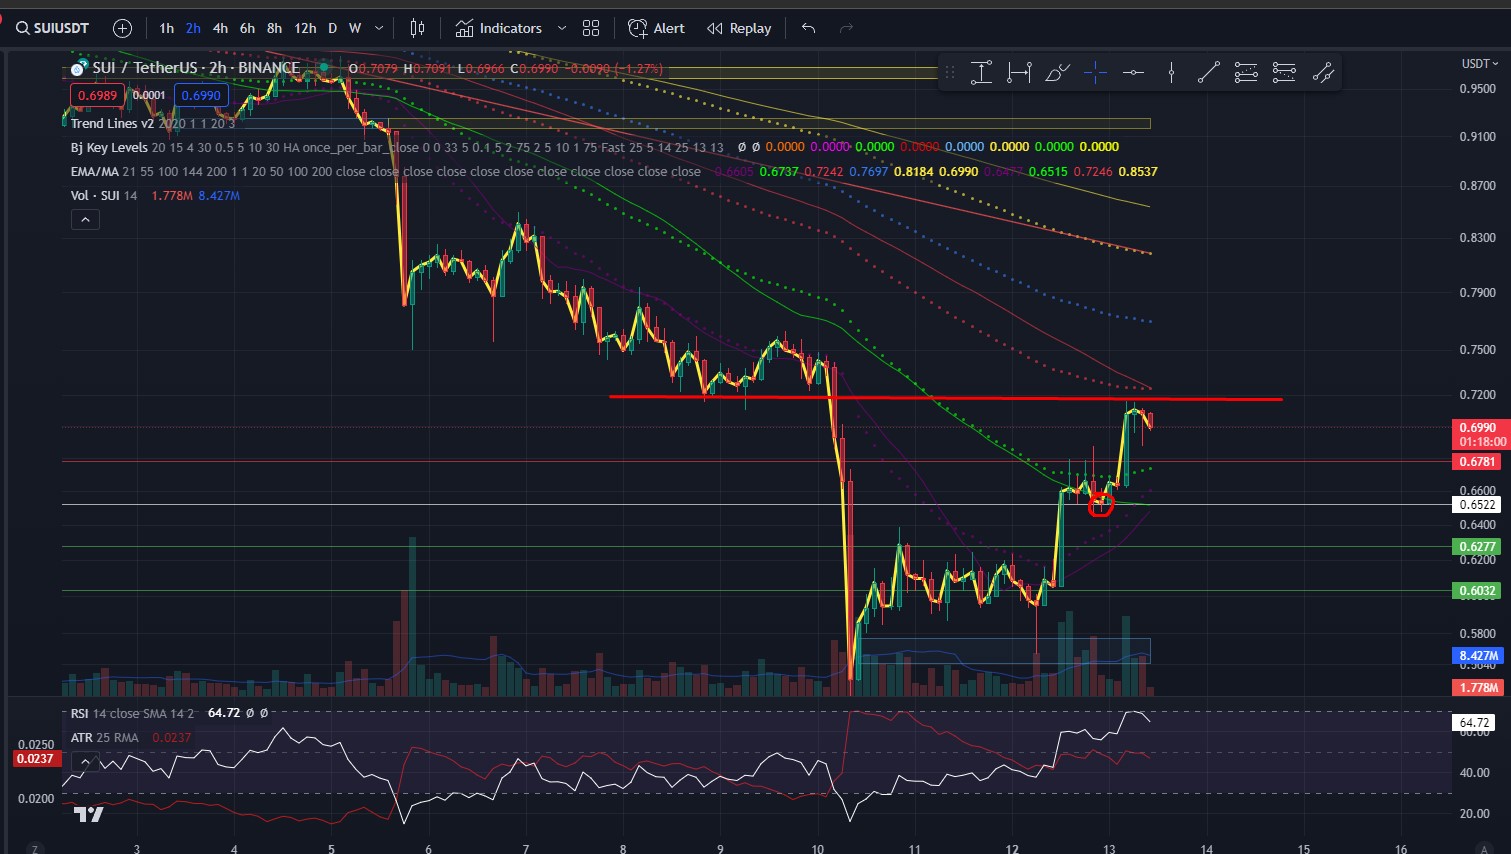 SUIUSDT 1h 2h 4h 6h 8h 12h D W Indicators Alert Replay
SUI / TetherUS · 2h · BINANCE O0.7079 H0.7091 L0.6966 C0.6990 −0.0090 (−1.27%)
USDT
0.6989 0.0001 0.6990
Trend Lines v2 2020 1 1 20 3
Bj Key Levels 20 15 4 30 0.5 5 10 30 HA once_per_bar_close 0 0 33 5 0.1 5 2 75 2 5 10 1 75 Fast 25 5 14 25 13 13 Ø Ø 0.0000 0.0000 0.0000 0.0000 0.0000 0.0000 0.0000 0.0000
EMA/MA 21 55 100 144 200 1 1 20 50 100 200 close close close close close close close close close close close 0.6605 0.6737 0.7242 0.7697 0.8184 0.6990 0.6477 0.6515 0.7246 0.8537
Vol · SUI 14 1.778M 8.427M
0.9500
0.9100
0.8700
0.8300
0.7900
0.7500
0.7200
0.6990
01:18:00
0.6781
0.6600
0.6522
0.6400
0.6277
0.6200
0.6032
0.5800
8.427M
1.778M
RSI 14 close SMA 14 2 64.72 Ø Ø
64.72
ATR 25 RMA 0.0237
60.00
0.0250
0.0237
40.00
0.0200
20.00
3 4 5 6 7 8 9 10 11 12 13 14 15 16
Z A